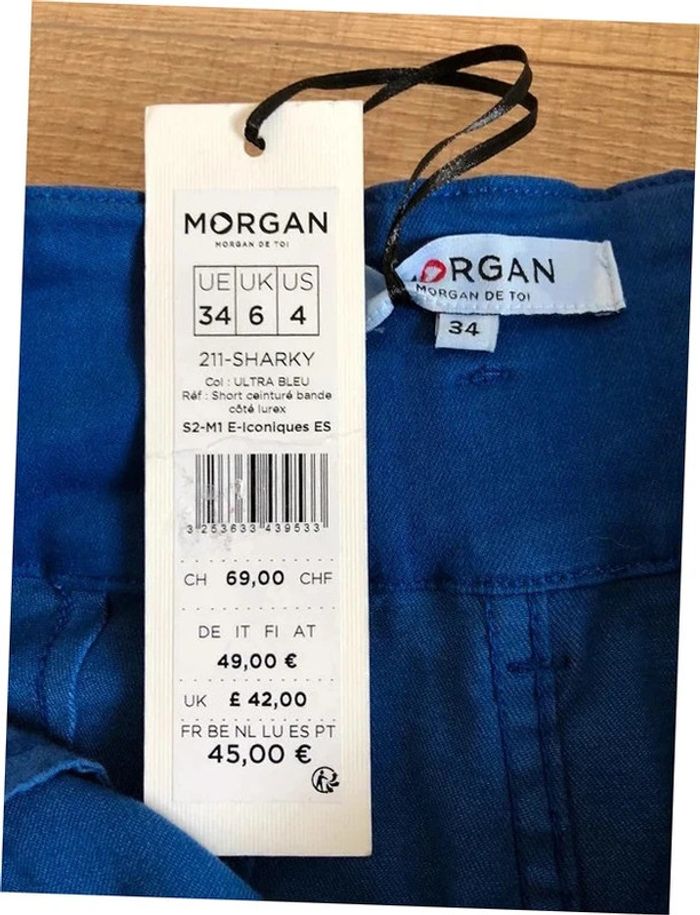 MORGAN
MORGAN DE TOI
UE UK US
34 6 4
211-SHARKY
Col : ULTRA BLEU
Réf : Short ceinturé bande
côté lurex
S2-M1 E-Iconiques ES
3 253633 439533
CH 69,00 CHF
DE IT FI AT
49,00 €
UK £ 42,00
FR BE NL LU ES PT
45,00 €
MORGAN
MORGAN DE TOI
34